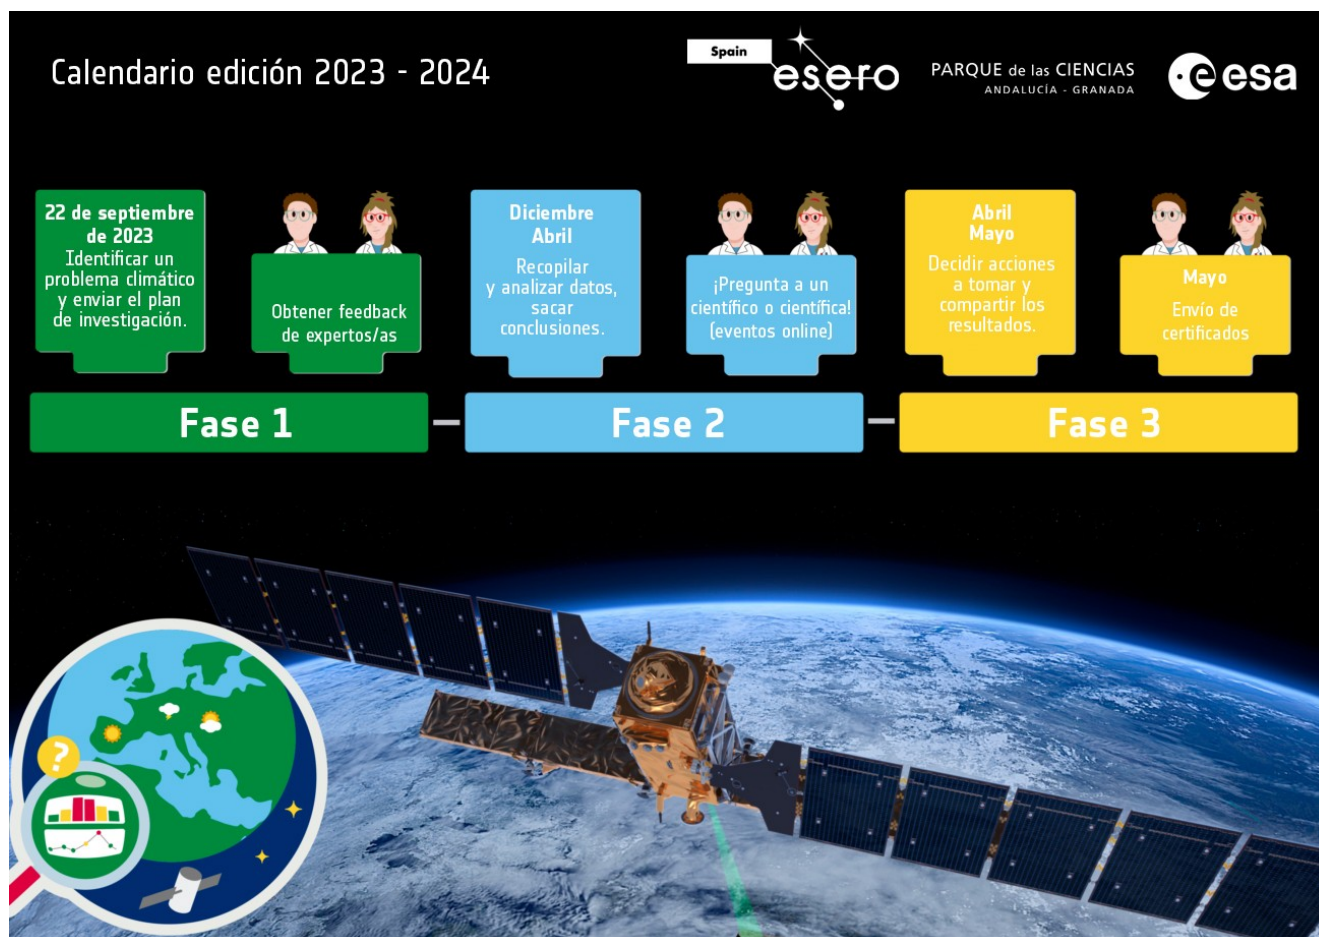 Calendario edición 2023 - 2024
Spain
esero
PARQUE de las CIENCIAS
ANDALUCÍA - GRANADA
esa
22 de septiembre
de 2023
Identificar un
problema climático
y enviar el plan
de investigación.
Obtener feedback
de expertos/as
Diciembre
Abril
Recopilar
y analizar datos,
sacar
conclusiones.
¡Pregunta a un
científico o científica!
(eventos online)
Abril
Mayo
Decidir acciones
a tomar y
compartir los
resultados.
Mayo
Envío de
certificados
Fase 1
Fase 2
Fase 3
?